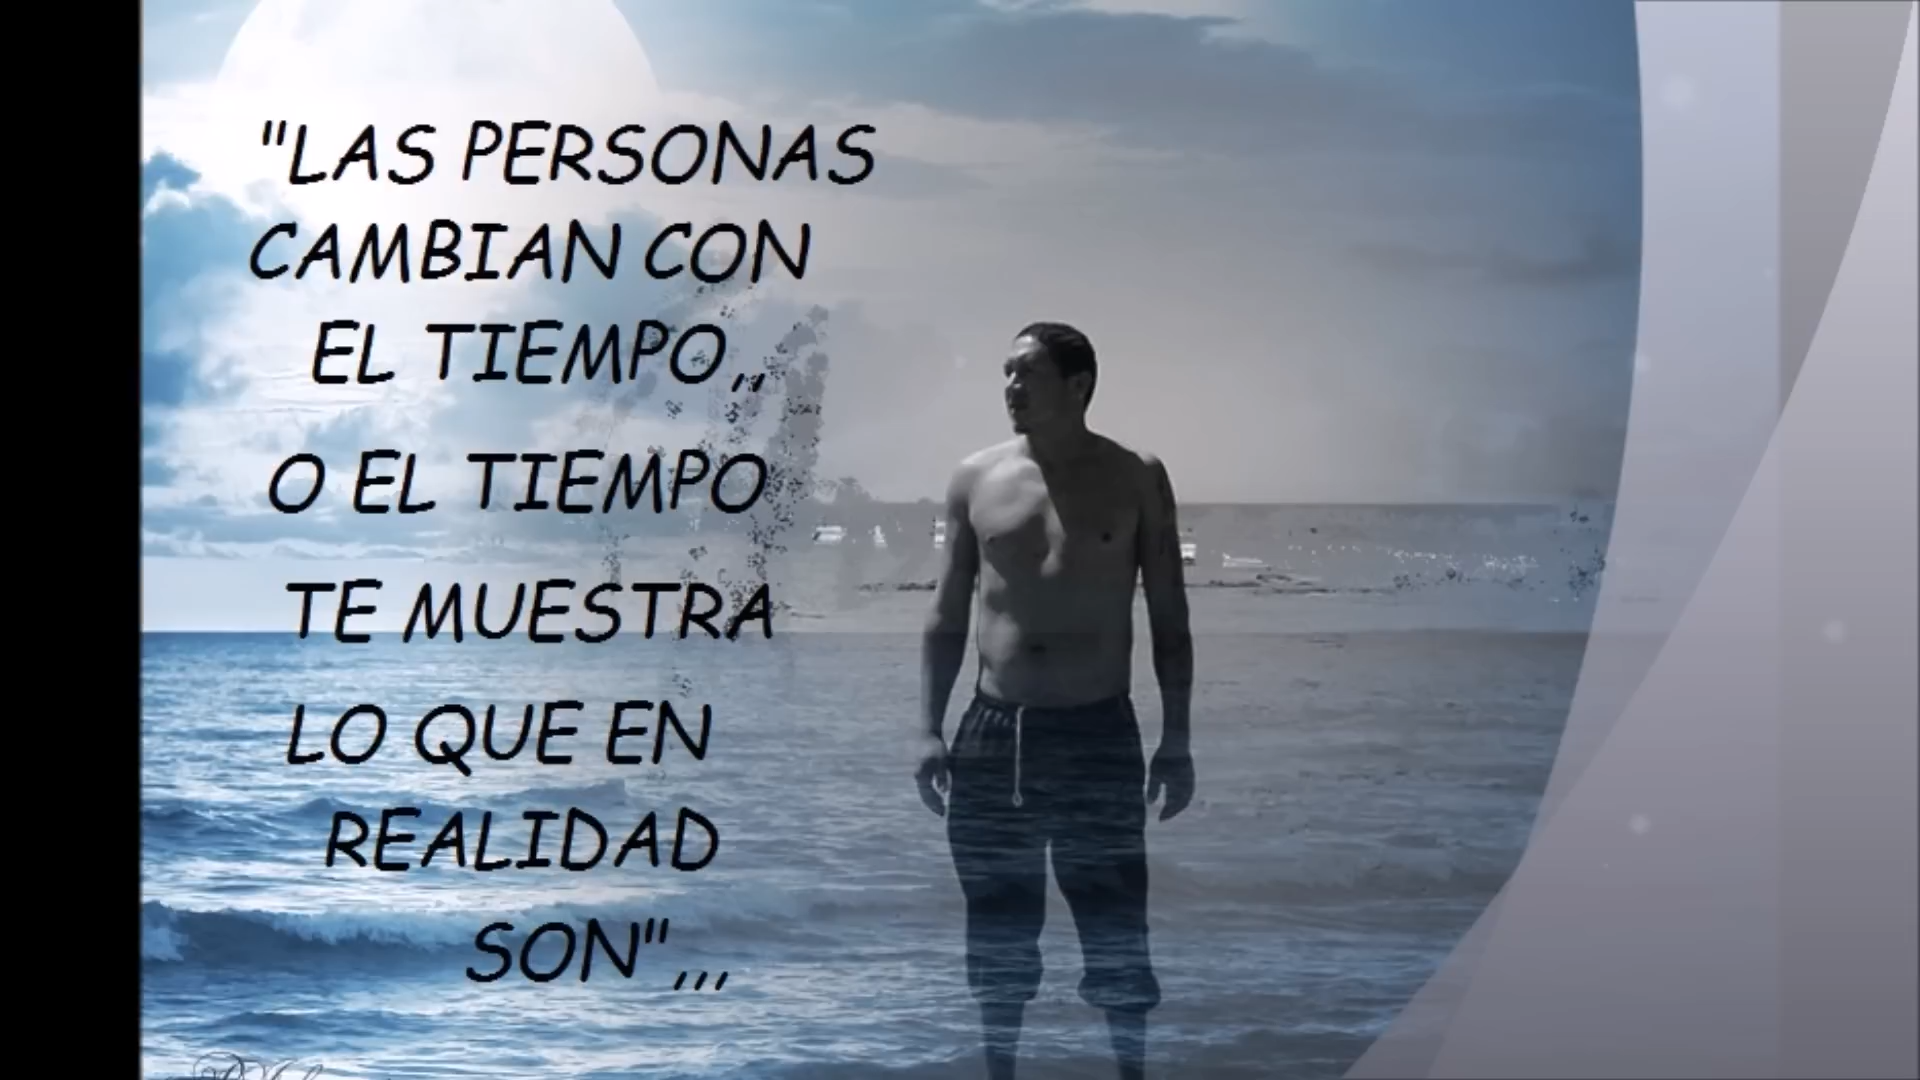 "LAS PERSONAS
CAMBIAN CON
EL TIEMPO,,
O EL TIEMPO
TE MUESTRA
LO QUE EN
REALIDAD
SON",,,